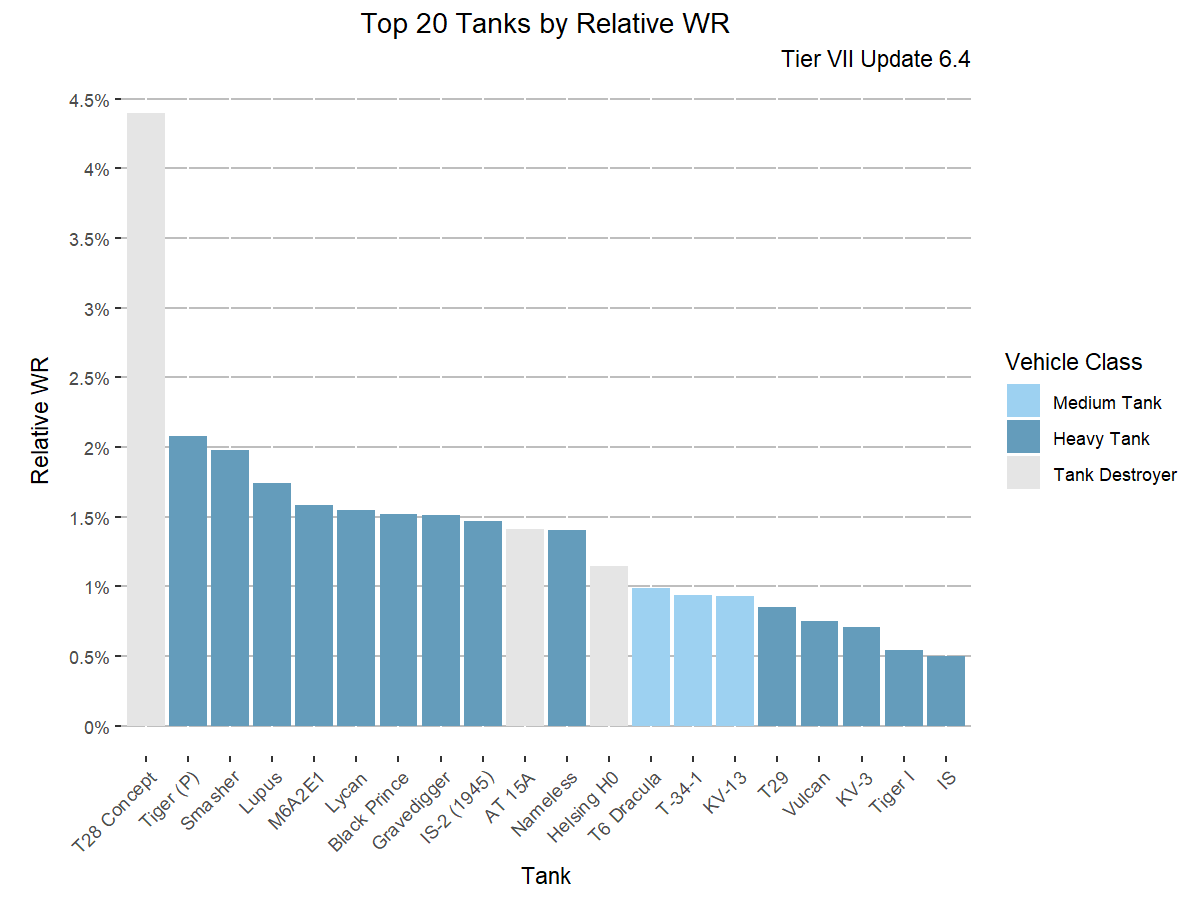 Top 20 Tanks by Relative WR
Tier VII Update 6.4
4.5%
4%
3.5%
3%
2.5%
2%
1.5%
1%
0.5%
0%
Relative WR
T28 Concept
Tiger (P)
Smasher
Lupus
M6A2E1
Lycan
Black Prince
Gravedigger
IS-2 (1945)
AT 15A
Nameless
Helsing H0
T6 Dracula
T-34-1
KV-13
T29
Vulcan
KV-3
Tiger I
IS
Tank
Vehicle Class
Medium Tank
Heavy Tank
Tank Destroyer